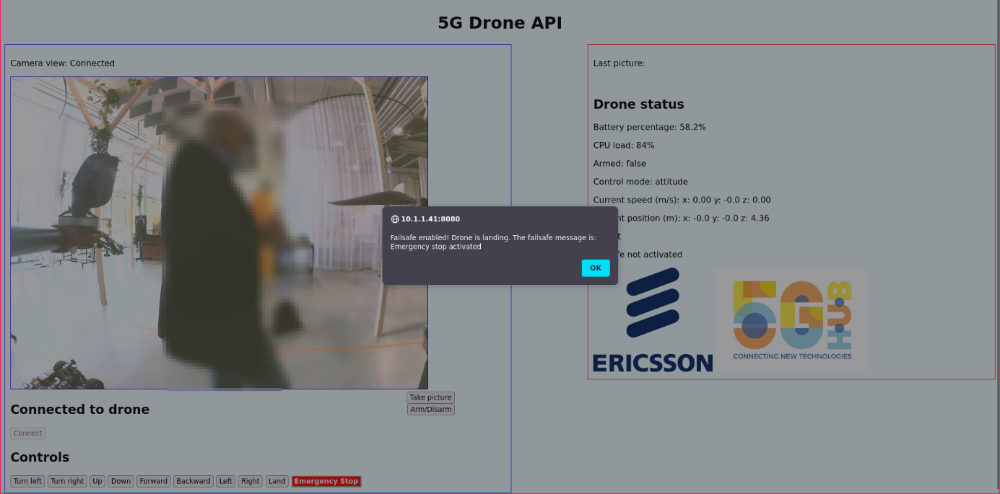 5G Drone API
Camera view: Connected
Take picture
Arm/Disarm
Connected to drone
Connect
Controls
Turn left Turn right Up Down Forward Backward Left Right Land Emergency Stop
Last picture:
Drone status
Battery percentage: 58.2%
CPU load: 84%
Armed: false
Control mode: attitude
Current speed (m/s): x: 0.00 y: -0.0 z: 0.00
nt position (m): x: -0.0 y: -0.0 z: 4.36
t
fe not activated
ERICSSON
5G HUB
CONNECTING NEW TECHNOLOGIES
10.1.1.41:8080
Failsafe enabled! Drone is landing. The failsafe message is:
Emergency stop activated
OK